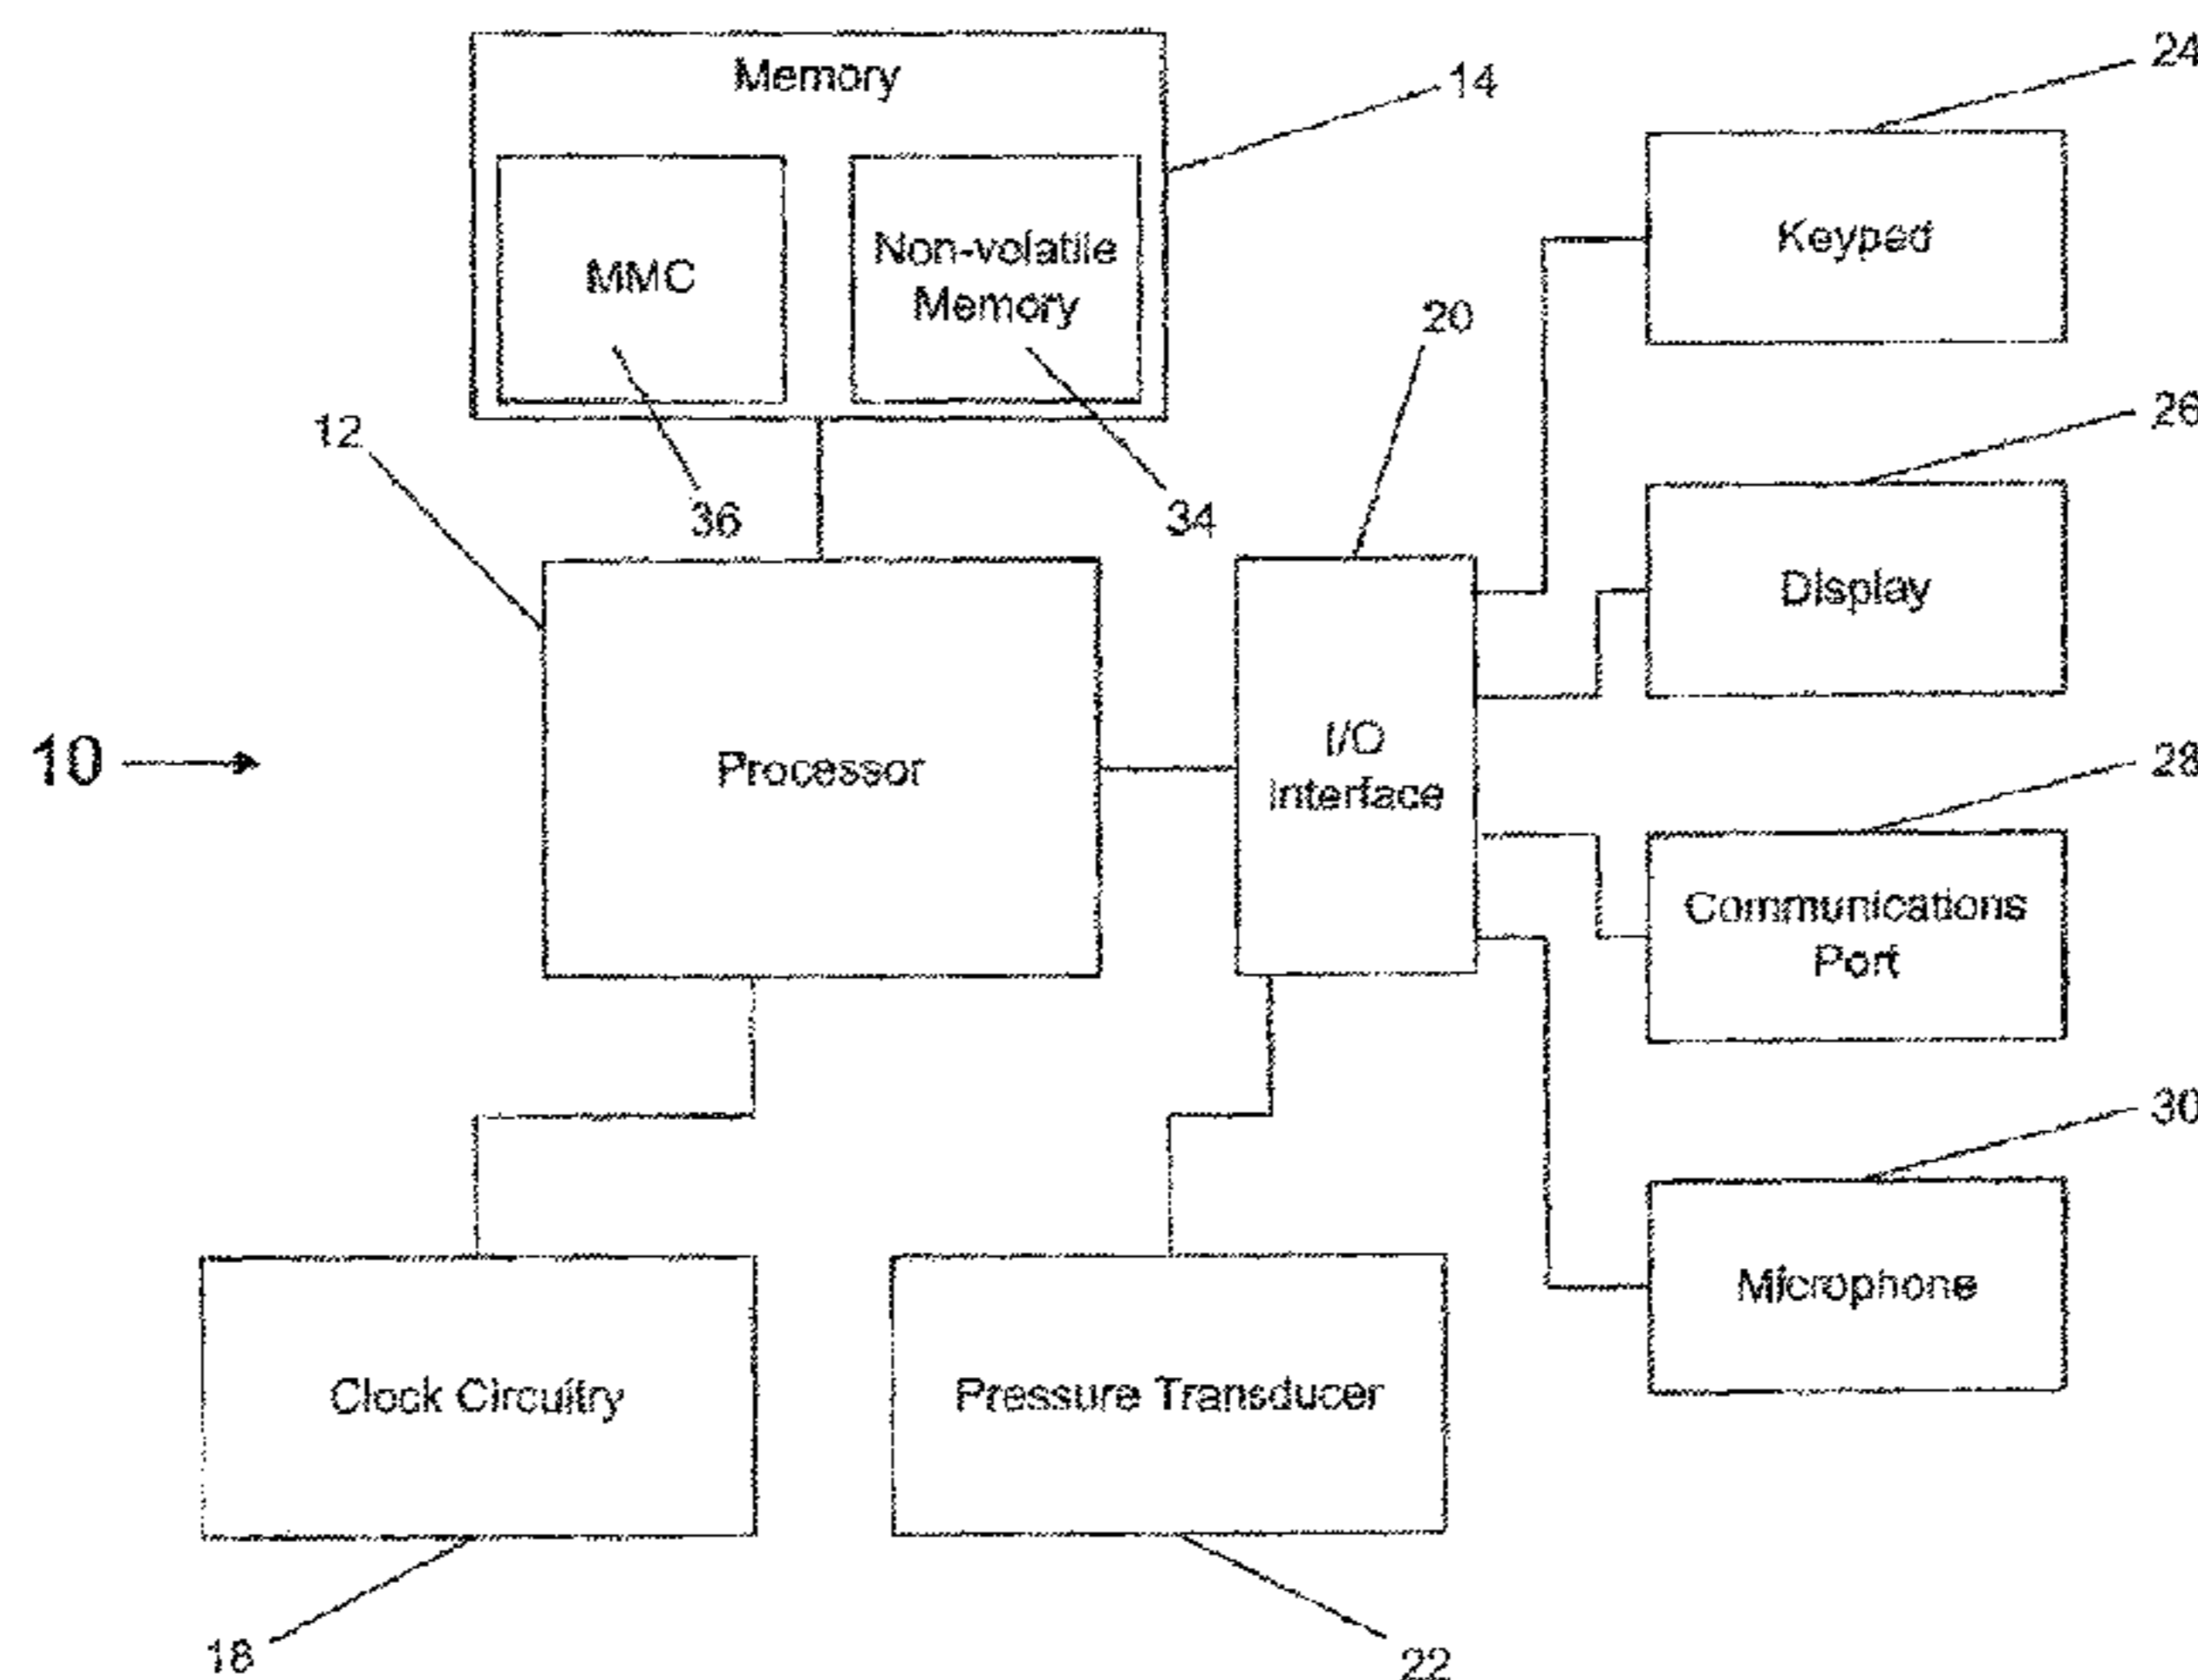 Memory
14
24
MMC
Non-volatile
Memory
Keypad
20
12
36
34
26
Display
10
Processor
I/O
Interface
28
Communications
Port
30
Microphone
Clock Circuitry
Pressure Transducer
18
22